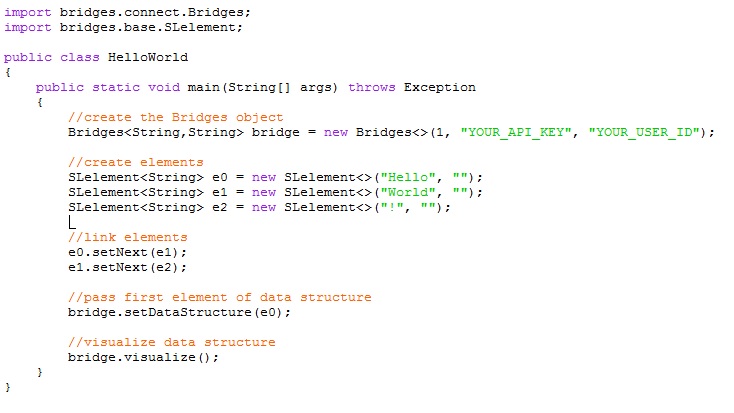 import bridges.connect.Bridges;
import bridges.base.SLelement;

public class HelloWorld
{
    public static void main(String[] args) throws Exception
    {
        //create the Bridges object
        Bridges<String,String> bridge = new Bridges<>(1, "YOUR_API_KEY", "YOUR_USER_ID");

        //create elements
        SLelement<String> e0 = new SLelement<>("Hello", "");
        SLelement<String> e1 = new SLelement<>("World", "");
        SLelement<String> e2 = new SLelement<>("!", "");

        //link elements
        e0.setNext(e1);
        e1.setNext(e2);

        //pass first element of data structure
        bridge.setDataStructure(e0);

        //visualize data structure
        bridge.visualize();
    }
}